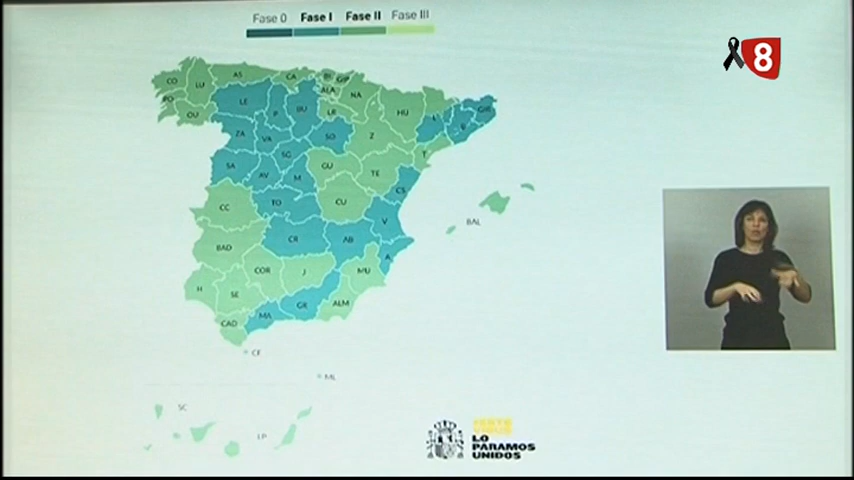 Fase 0 Fase I Fase II Fase III
8
CO LU AS CA BI GIP
PO OU ALA NA
LE P BU LR HU L B GIR
ZA VA SO Z
SA AV SG M GU TE T
CC TO CU CS
BAD CR AB V A
BAL
H SE COR J MU
CAD MA GR ALM
CE
ML
SC
LP
ESTE
VIRUS
LO
PARAMOS
UNIDOS